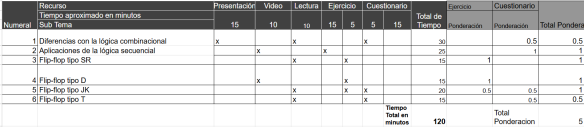 Recurso Presentación Video Lectura Ejercicio Cuestionario Ejercicio Cuestionario
Tiempo aproximado en minutos
Numeral Sub Tema 15 10 10 15 5 5 15 Total de Tiempo Ponderación Ponderación Total Pondera
1 Diferencias con la lógica combinacional x x x 30 0.5 0.5
2 Aplicaciones de la lógica secuencial x x 25 1 1
3 Flip-flop tipo SR x x 15 1 1
4 Flip-flop tipo D x x 15 1 1
5 Flip-flop tipo JK x x x 20 0.5 0.5 1
6 Flip-flop tipo T x x 15 0.5 0.5
Tiempo Total en minutos 120 Total Ponderacion 5